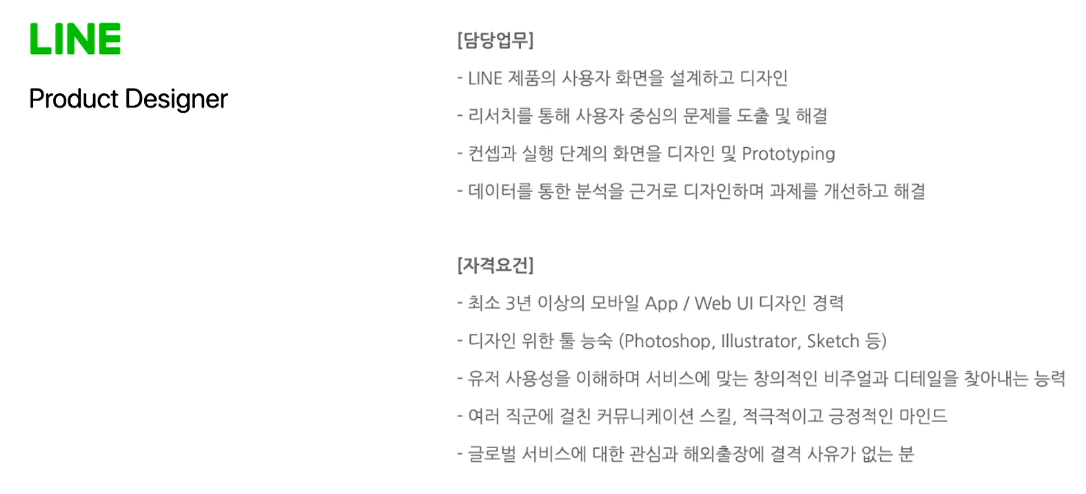 LINE
Product Designer
[담당업무]
- LINE 제품의 사용자 화면을 설계하고 디자인
- 리서치를 통해 사용자 중심의 문제를 도출 및 해결
- 컨셉과 실행 단계의 화면을 디자인 및 Prototyping
- 데이터를 통한 분석을 근거로 디자인하며 과제를 개선하고 해결
[자격요건]
- 최소 3년 이상의 모바일 App / Web UI 디자인 경력
- 디자인 위한 툴 능숙 (Photoshop, Illustrator, Sketch 등)
- 유저 사용성을 이해하며 서비스에 맞는 창의적인 비주얼과 디테일을 찾아내는 능력
- 여러 직군에 걸친 커뮤니케이션 스킬, 적극적이고 긍정적인 마인드
- 글로벌 서비스에 대한 관심과 해외출장에 결격 사유가 없는 분